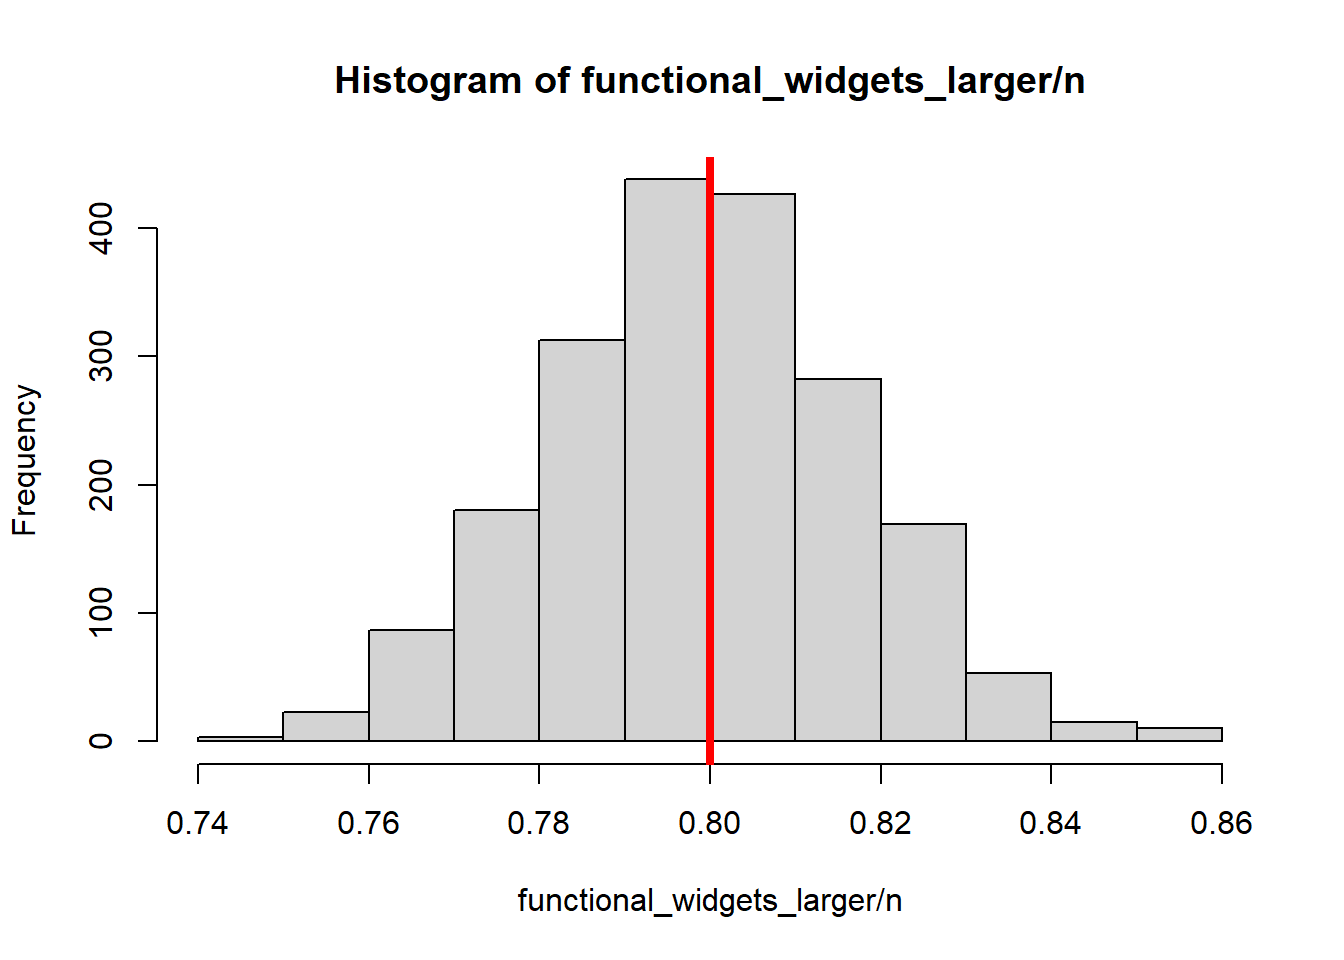 Histogram of functional_widgets_larger/n
Frequency
400
300
200
100
0
0.74 0.76 0.78 0.80 0.82 0.84 0.86
functional_widgets_larger/n